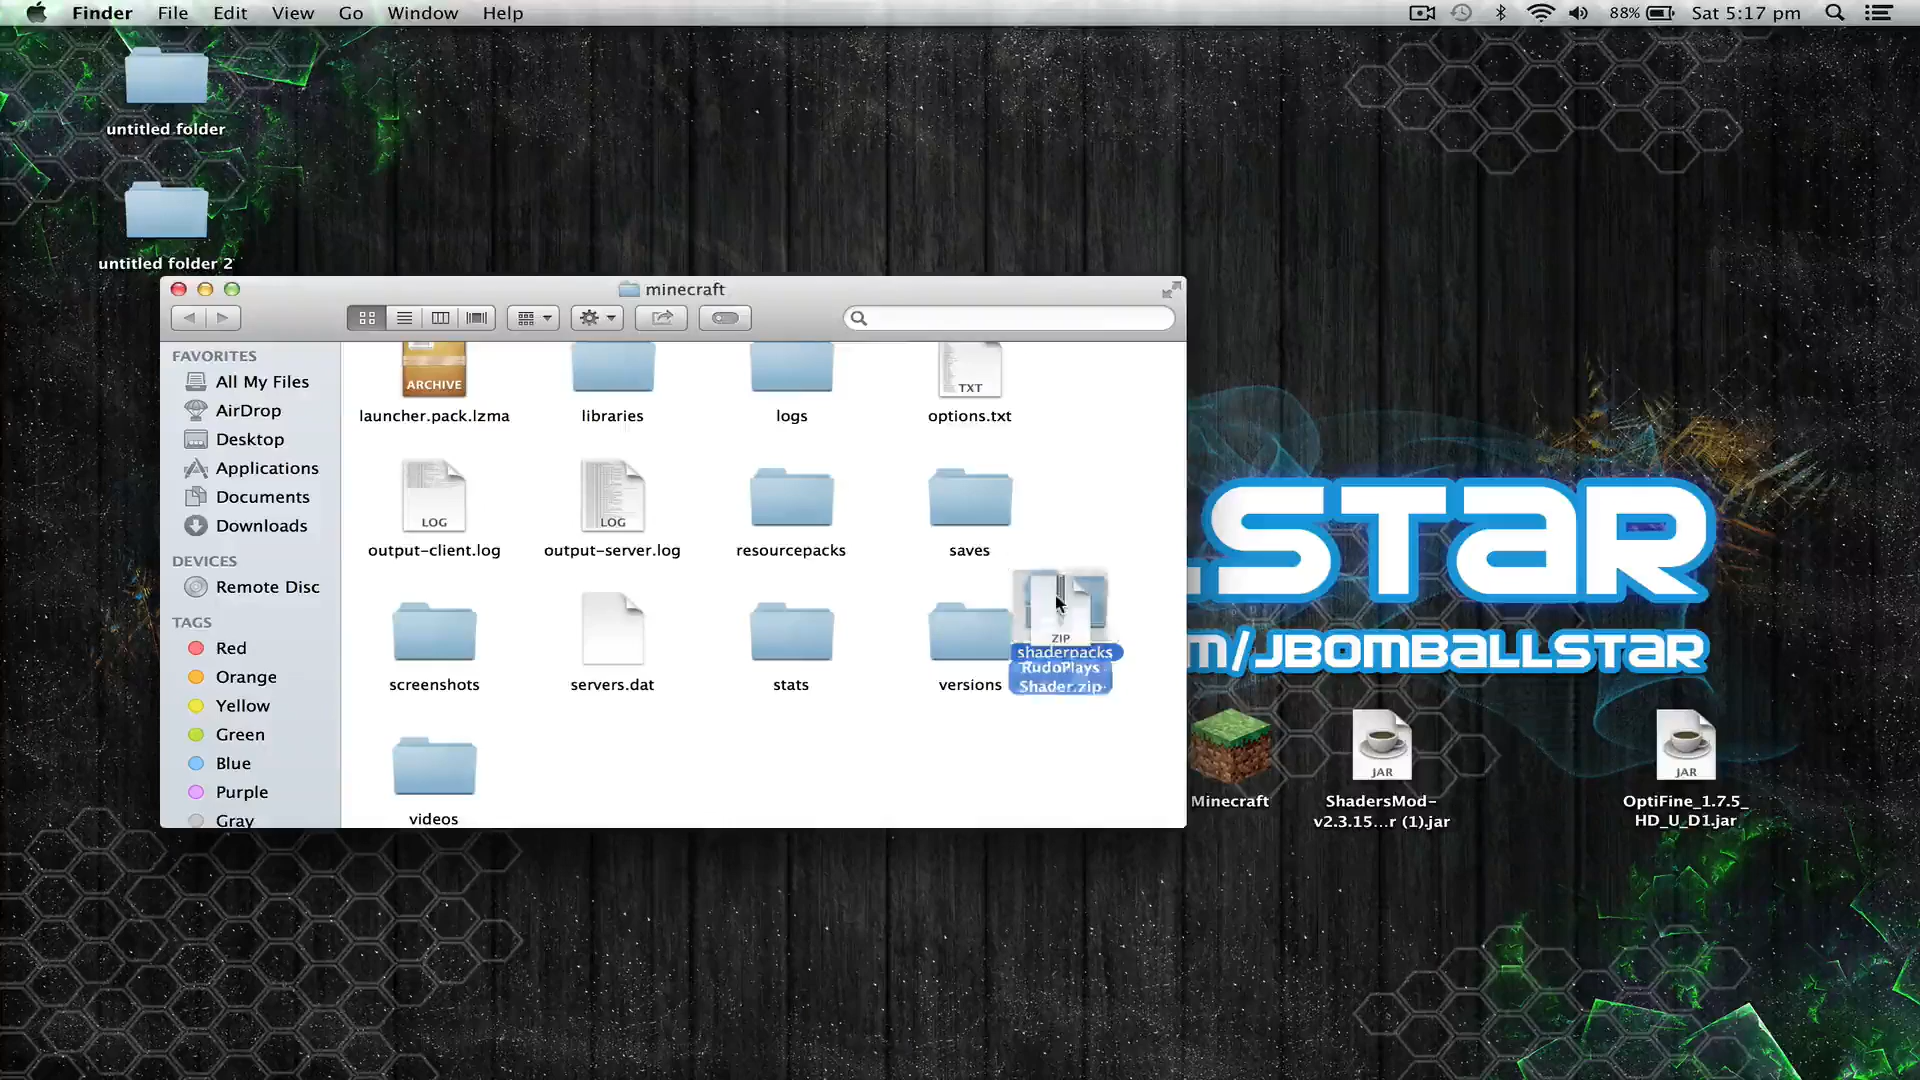 Finder File Edit View Go Window Help 88% Sat 5:17 pm
untitled folder
untitled folder 2
minecraft
FAVORITES
All My Files
AirDrop
Desktop
Applications
Documents
Downloads
DEVICES
Remote Disc
TAGS
Red
Orange
Yellow
Green
Blue
Purple
Gray
ARCHIVE
TXT
launcher.pack.lzma libraries logs options.txt
LOG LOG
output-client.log output-server.log resourcepacks saves
ZIP
shaderpacks
RudoPlays
Shader.zip
screenshots servers.dat stats versions
videos
.STAR
m/JBOMBALLSTAR
JAR JAR
Minecraft
ShadersMod-
v2.3.15...r (1).jar
OptiFine_1.7.5_
HD_U_D1.jar